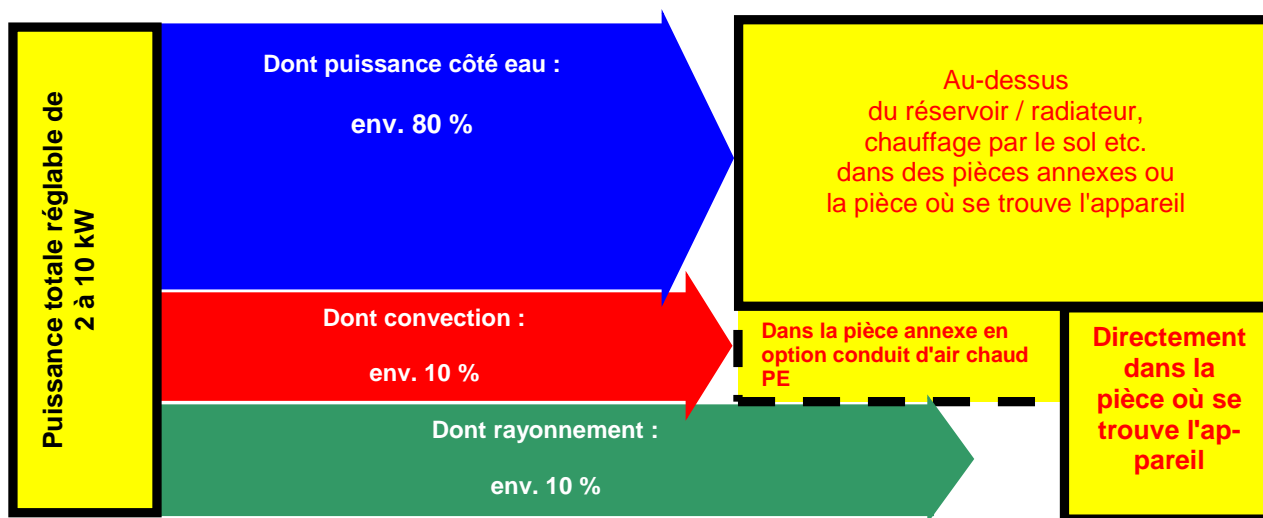 Puissance totale réglable de
2 à 10 kW
Dont puissance côté eau :
env. 80 %
Au-dessus
du réservoir / radiateur,
chauffage par le sol etc.
dans des pièces annexes ou
la pièce où se trouve l'appareil
Dont convection :
env. 10 %
Dans la pièce annexe en
option conduit d'air chaud
PE
Directement
dans la
pièce où se
trouve l'ap-
pareil
Dont rayonnement :
env. 10 %